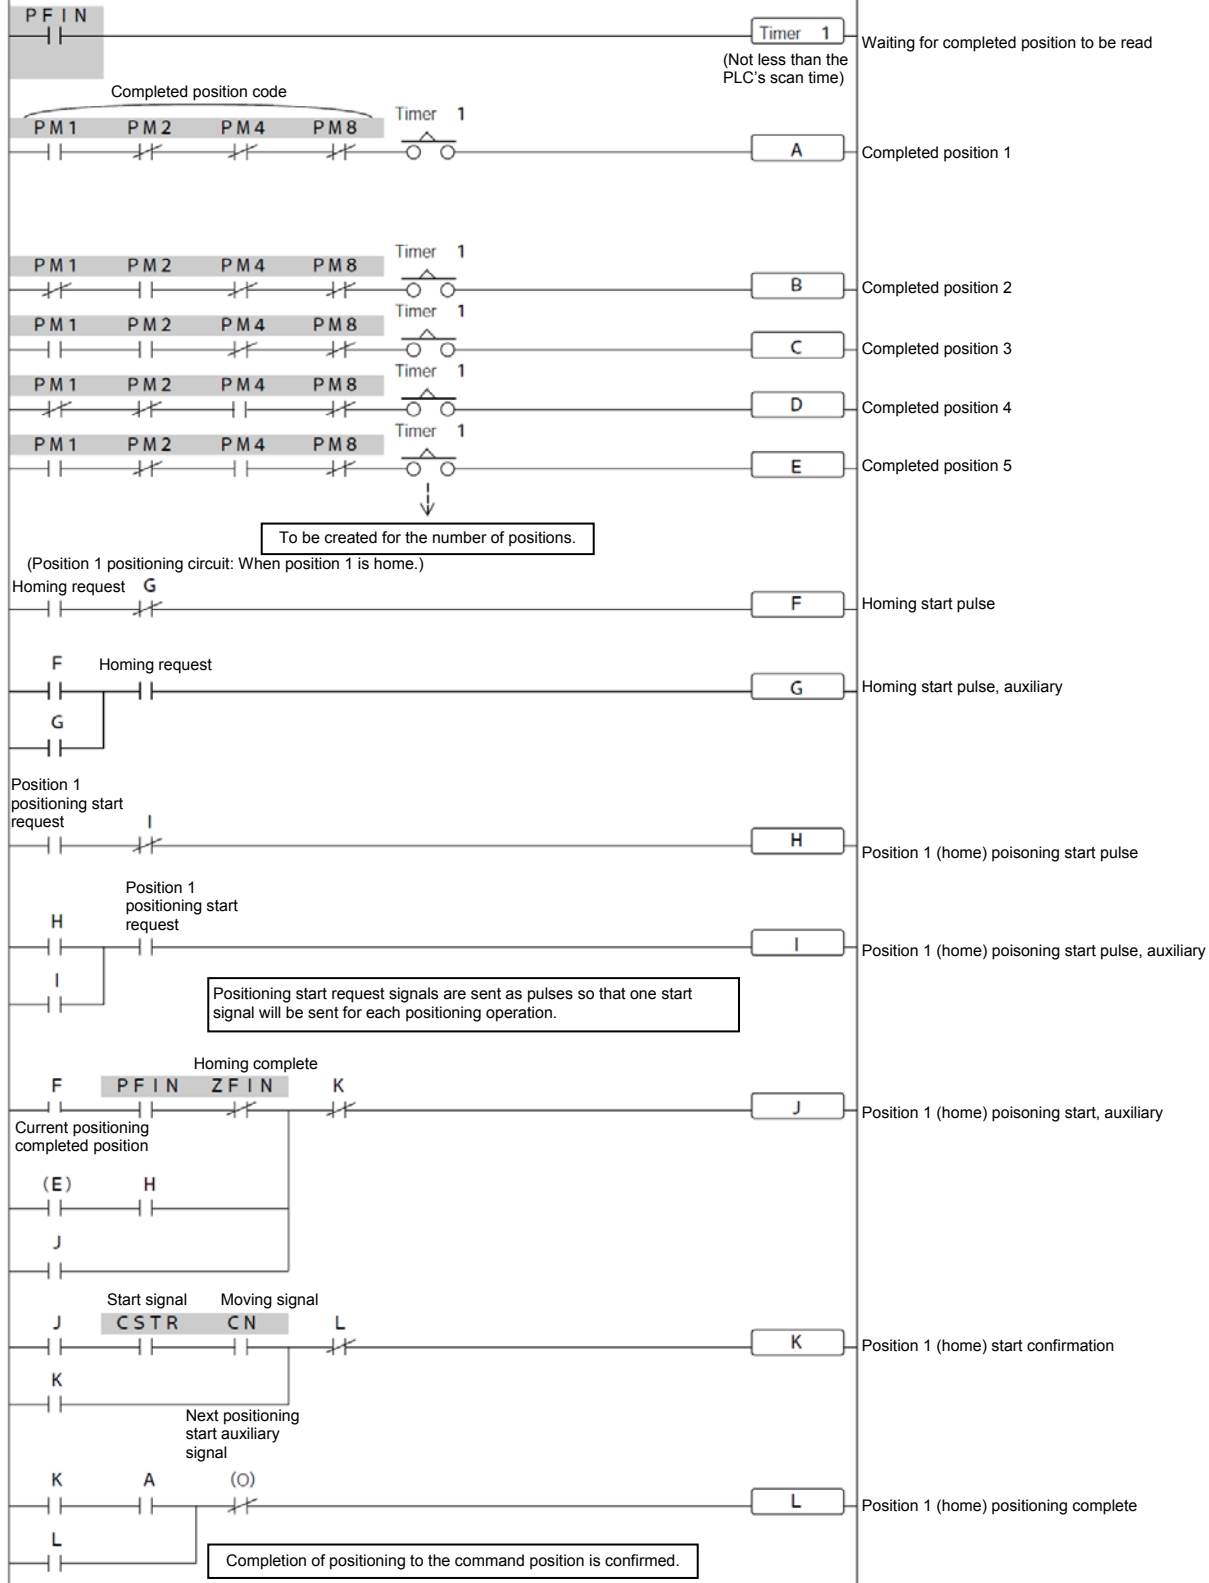 PFIN
Timer 1
Waiting for completed position to be read
(Not less than the
PLC's scan time)
Completed position code
PM1 PM2 PM4 PM8 Timer 1
A
Completed position 1
PM1 PM2 PM4 PM8 Timer 1
B
Completed position 2
PM1 PM2 PM4 PM8 Timer 1
C
Completed position 3
PM1 PM2 PM4 PM8 Timer 1
D
Completed position 4
PM1 PM2 PM4 PM8 Timer 1
E
Completed position 5
To be created for the number of positions.
(Position 1 positioning circuit: When position 1 is home.)
Homing request G
F
Homing start pulse
F Homing request
G
Homing start pulse, auxiliary
G
Position 1
positioning start
request I
H
Position 1 (home) poisoning start pulse
Position 1
positioning start
request
H
I
Position 1 (home) poisoning start pulse, auxiliary
I
Positioning start request signals are sent as pulses so that one start
signal will be sent for each positioning operation.
Homing complete
F PFIN ZFIN K
J
Position 1 (home) poisoning start, auxiliary
Current positioning
completed position
(E) H
J
Start signal Moving signal
J CSTR CN L
K
Position 1 (home) start confirmation
K
Next positioning
start auxiliary
signal
K A (O)
L
Position 1 (home) positioning complete
L
Completion of positioning to the command position is confirmed.